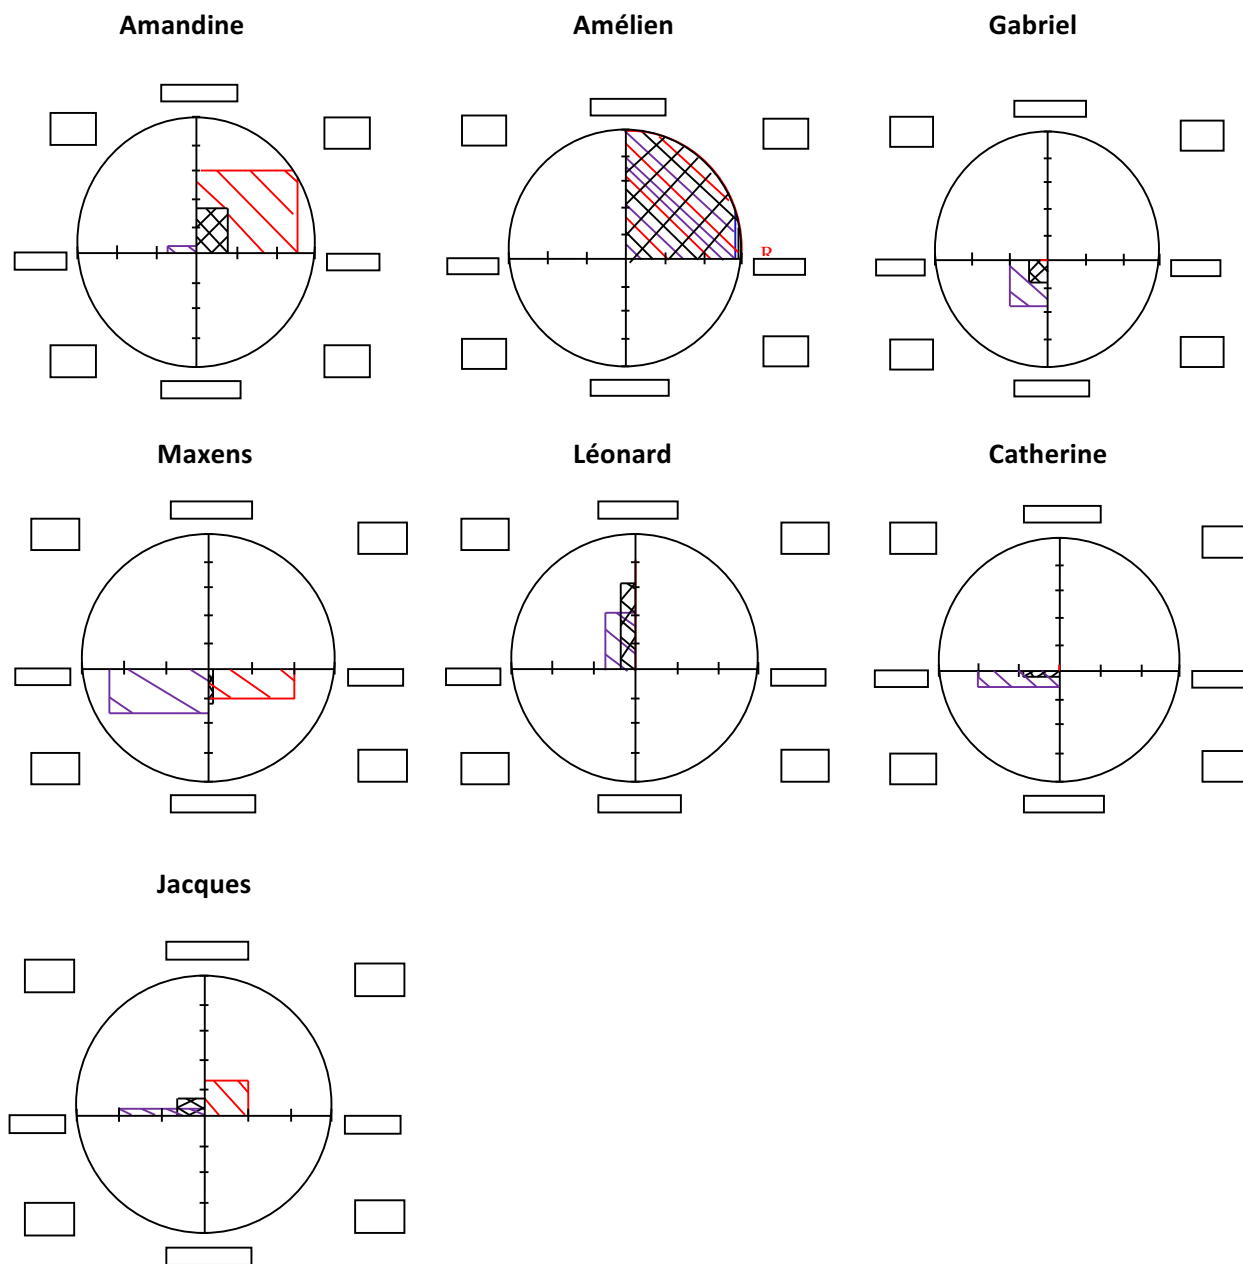 Amandine
Amélien
Gabriel
R
Maxens
Léonard
Catherine
Jacques